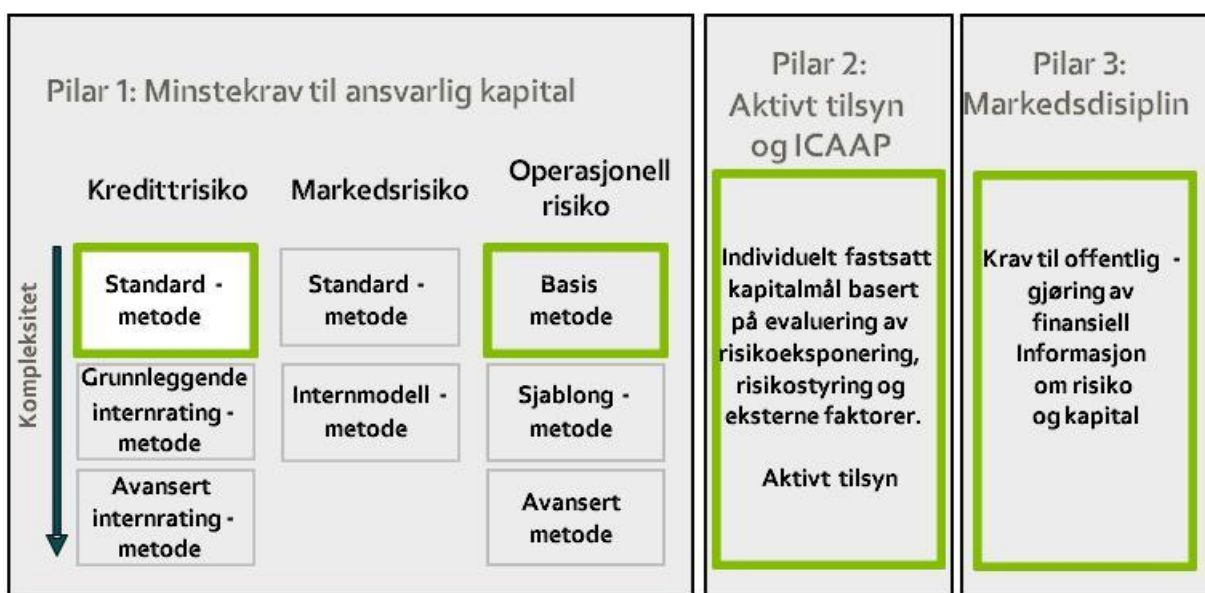 Pilar 1: Minstekrav til ansvarlig kapital
Kompleksitet
Kredittrisiko
Standard -
metode
Grunnleggende
internrating -
metode
Avansert
internrating -
metode
Markedsrisiko
Standard -
metode
Internmodell -
metode
Operasjonell
risiko
Basis
metode
Sjablong -
metode
Avansert
metode
Pilar 2:
Aktivt tilsyn
og ICAAP
Individuelt fastsatt
kapitalmål basert
på evaluering av
risikoeksponering,
risikostyring og
eksterne faktorer.
Aktivt tilsyn
Pilar 3:
Markedsdisiplin
Krav til offentlig -
gjøring av
finansiell
Informasjon
om risiko
og kapital